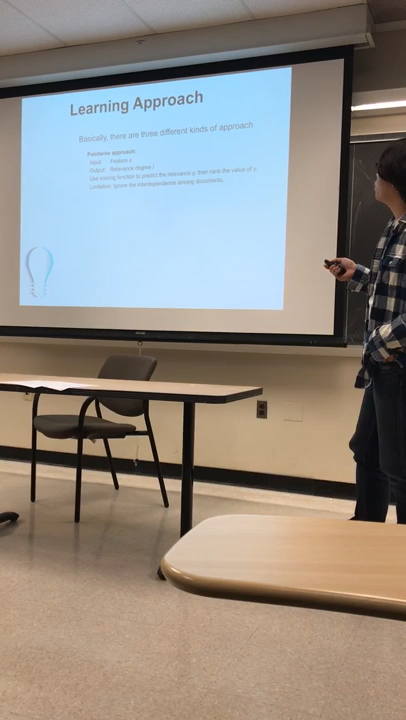 Learning Approach
Basically, there are three different kinds of approach
Pointwise approach:
Input: Feature x
Output: Relevance degree y
Use scoring function to predict the relevance y, then rank the value of y.
Limitation: Ignore the interdependence among documents.